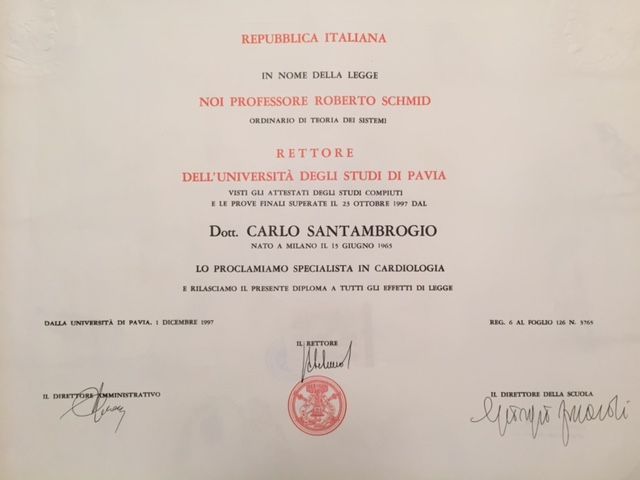 REPUBBLICA ITALIANA
IN NOME DELLA LEGGE
NOI PROFESSORE ROBERTO SCHMID
ORDINARIO DI TEORIA DEI SISTEMI
RETTORE
DELL'UNIVERSITÀ DEGLI STUDI DI PAVIA
VISTI GLI ATTESTATI DEGLI STUDI COMPIUTI
E LE PROVE FINALI SUPERATE IL 23 OTTOBRE 1997 DAL
Dott. CARLO SANTAMBROGIO
NATO A MILANO IL 15 GIUGNO 1965
LO PROCLAMIAMO SPECIALISTA IN CARDIOLOGIA
E RILASCIAMO IL PRESENTE DIPLOMA A TUTTI GLI EFFETTI DI LEGGE
DALLA UNIVERSITÀ DI PAVIA, 1 DICEMBRE 1997
REG. 6 AL FOGLIO 126 N. 3765
IL RETTORE
IL DIRETTORE AMMINISTRATIVO
IL DIRETTORE DELLA SCUOLA